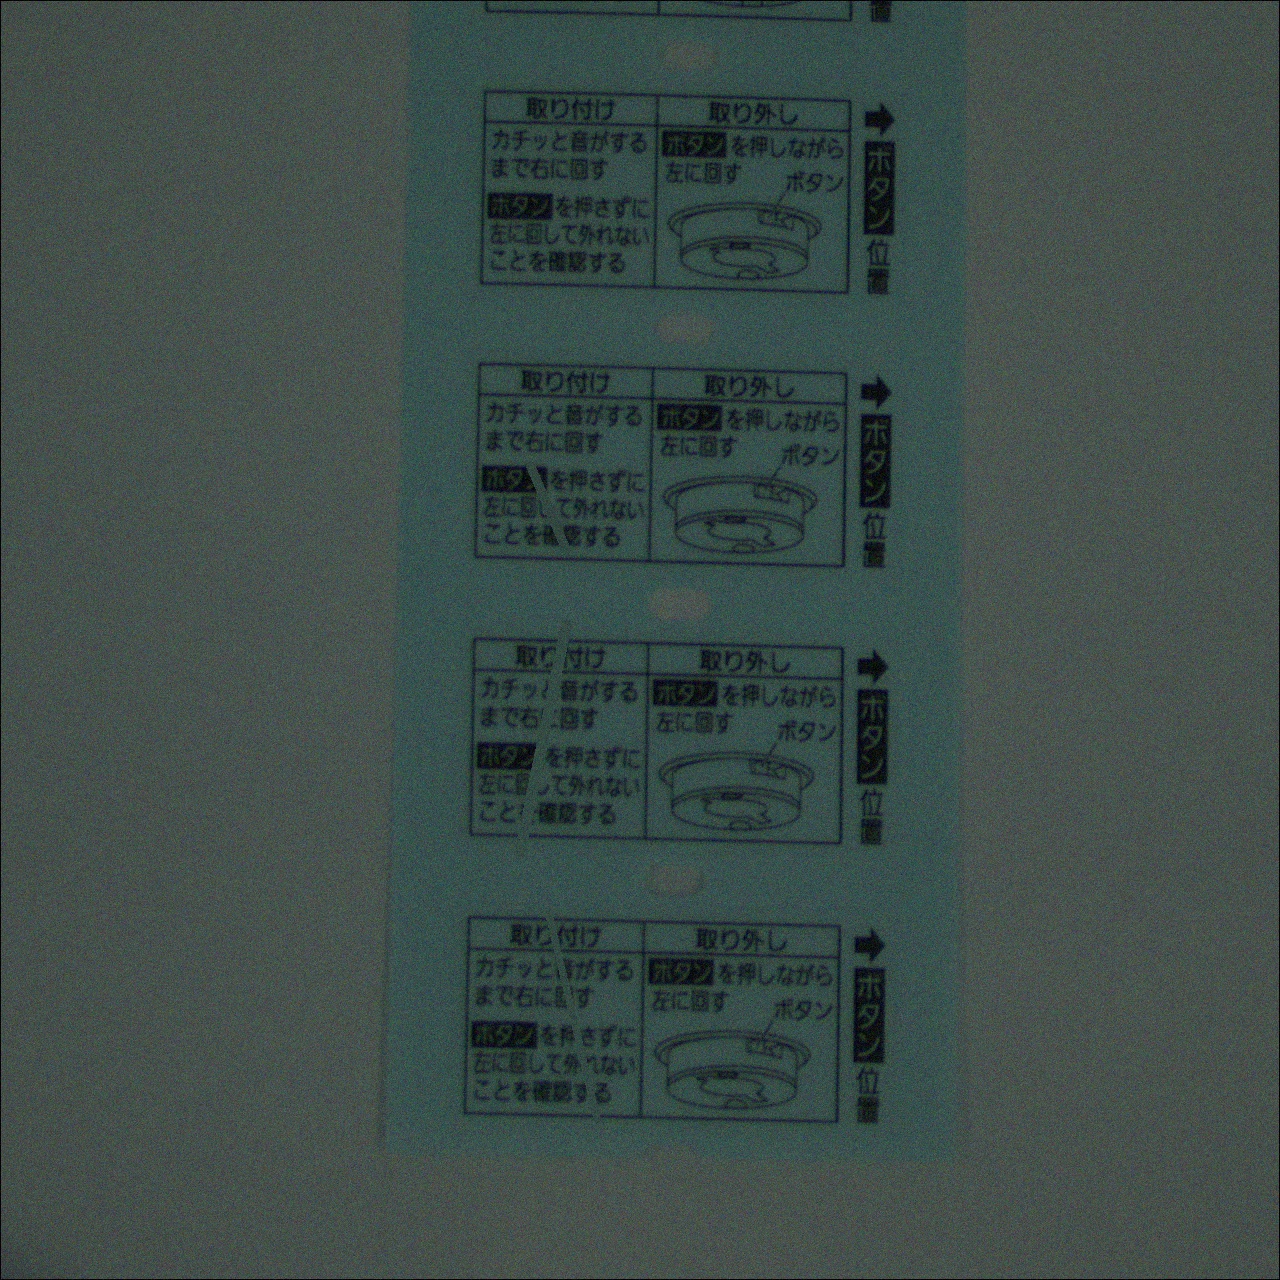 置
取り付け
カチッと音がする
まで右に回す
ボタンを押さずに
左に回して外れない
ことを確認する
取り外し
ボタンを押しながら
左に回す
ボタン
➡ボタン位置
取り付け
カチッと音がする
まで右に回す
ボタンを押さずに
左に回して外れない
ことを確認する
取り外し
ボタンを押しながら
左に回す
ボタン
➡ボタン位置
取り付け
カチッと音がする
まで右に回す
ボタンを押さずに
左に回して外れない
ことを確認する
取り外し
ボタンを押しながら
左に回す
ボタン
➡ボタン位置
取り付け
カチッと音がする
まで右に回す
ボタンを押さずに
左に回して外れない
ことを確認する
取り外し
ボタンを押しながら
左に回す
ボタン
➡ボタン位置